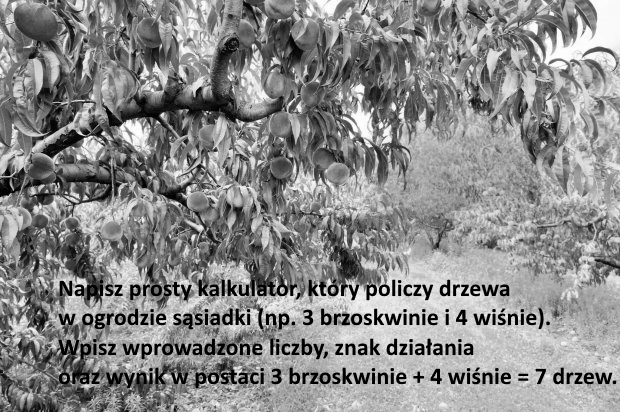 Napisz prosty kalkulator, który policzy drzewa
w ogrodzie sąsiadki (np. 3 brzoskwinie i 4 wiśnie).
Wpisz wprowadzone liczby, znak działania
oraz wynik w postaci 3 brzoskwinie + 4 wiśnie = 7 drzew.